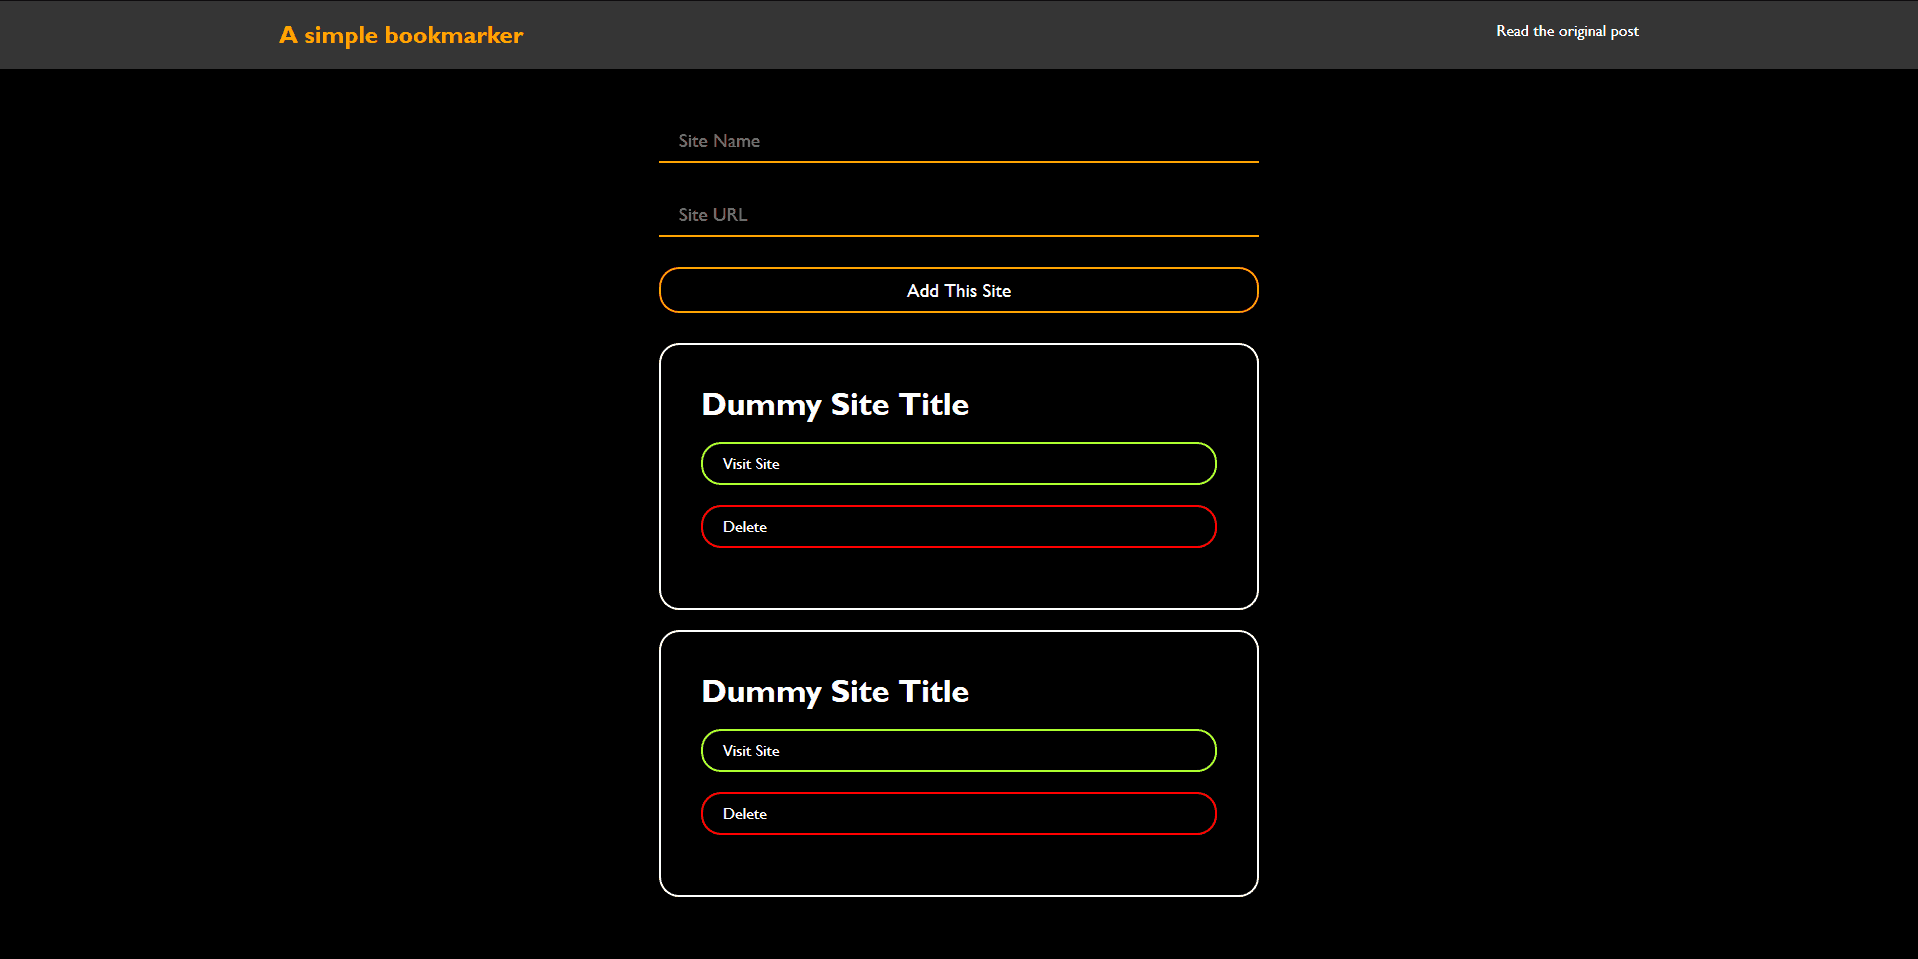 A simple bookmarker
Read the original post
Site Name
Site URL
Add This Site
Dummy Site Title
Visit Site
Delete
Dummy Site Title
Visit Site
Delete